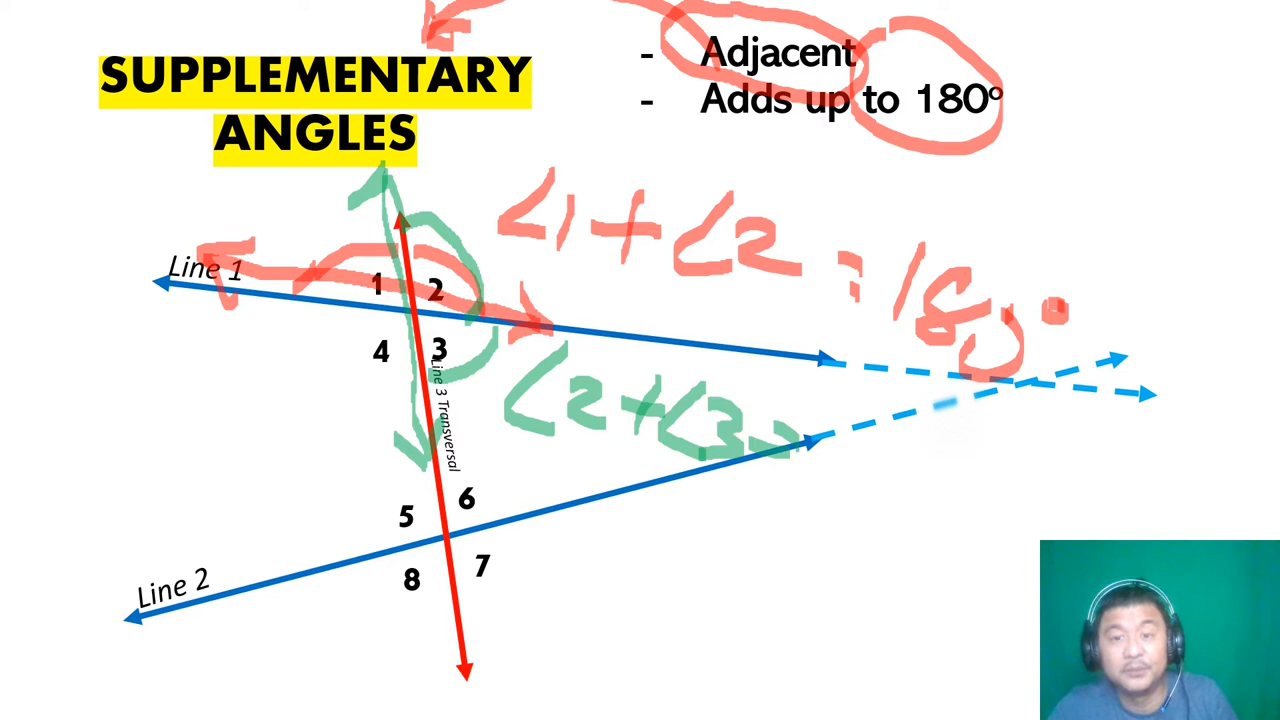 SUPPLEMENTARY
ANGLES
- Adjacent
- Adds up to 180°
∠1+∠2=180°
Line 1
1
2
4
3
Line 3 Transversal
∠2+∠3=
5
6
7
8
Line 2